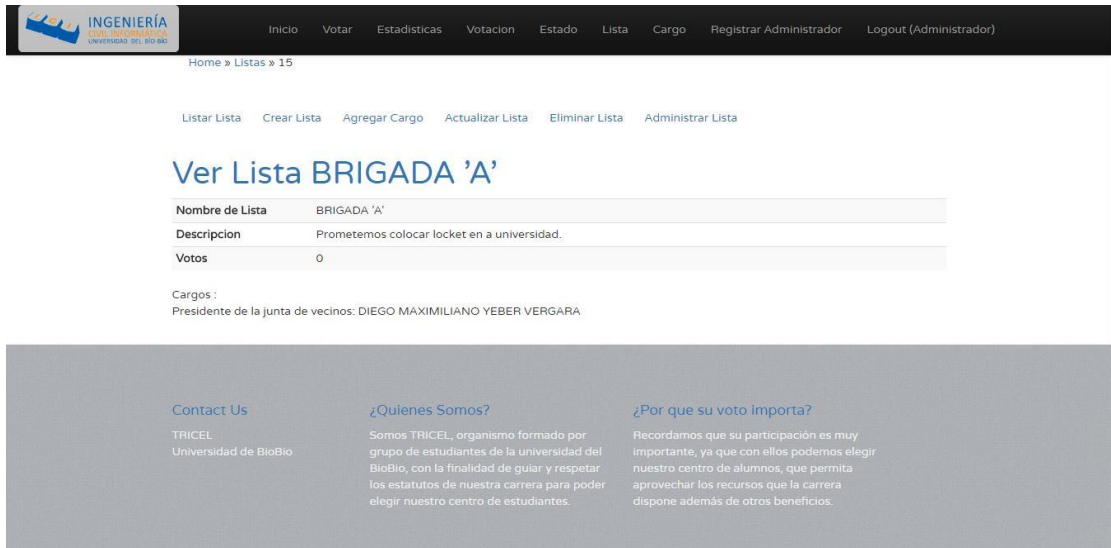 INGENIERÍA
CIVIL INFORMÁTICA
UNIVERSIDAD DEL BÍO-BÍO
Inicio Votar Estadisticas Votacion Estado Lista Cargo Registrar Administrador Logout (Administrador)
Home » Listas » 15
Listar Lista Crear Lista Agregar Cargo Actualizar Lista Eliminar Lista Administrar Lista
Ver Lista BRIGADA 'A'
Nombre de Lista BRIGADA 'A'
Descripcion Prometemos colocar locket en a universidad.
Votos 0
Cargos :
Presidente de la junta de vecinos: DIEGO MAXIMILIANO YEBER VERGARA
Contact Us
TRICEL
Universidad de BioBio
¿Quienes Somos?
Somos TRICEL, organismo formado por
grupo de estudiantes de la universidad del
BioBio, con la finalidad de guiar y respetar
los estatutos de nuestra carrera para poder
elegir nuestro centro de estudiantes.
¿Por que su voto importa?
Recordamos que su participación es muy
importante, ya que con ellos podemos elegir
nuestro centro de alumnos, que permita
aprovechar los recursos que la carrera
dispone además de otros beneficios.